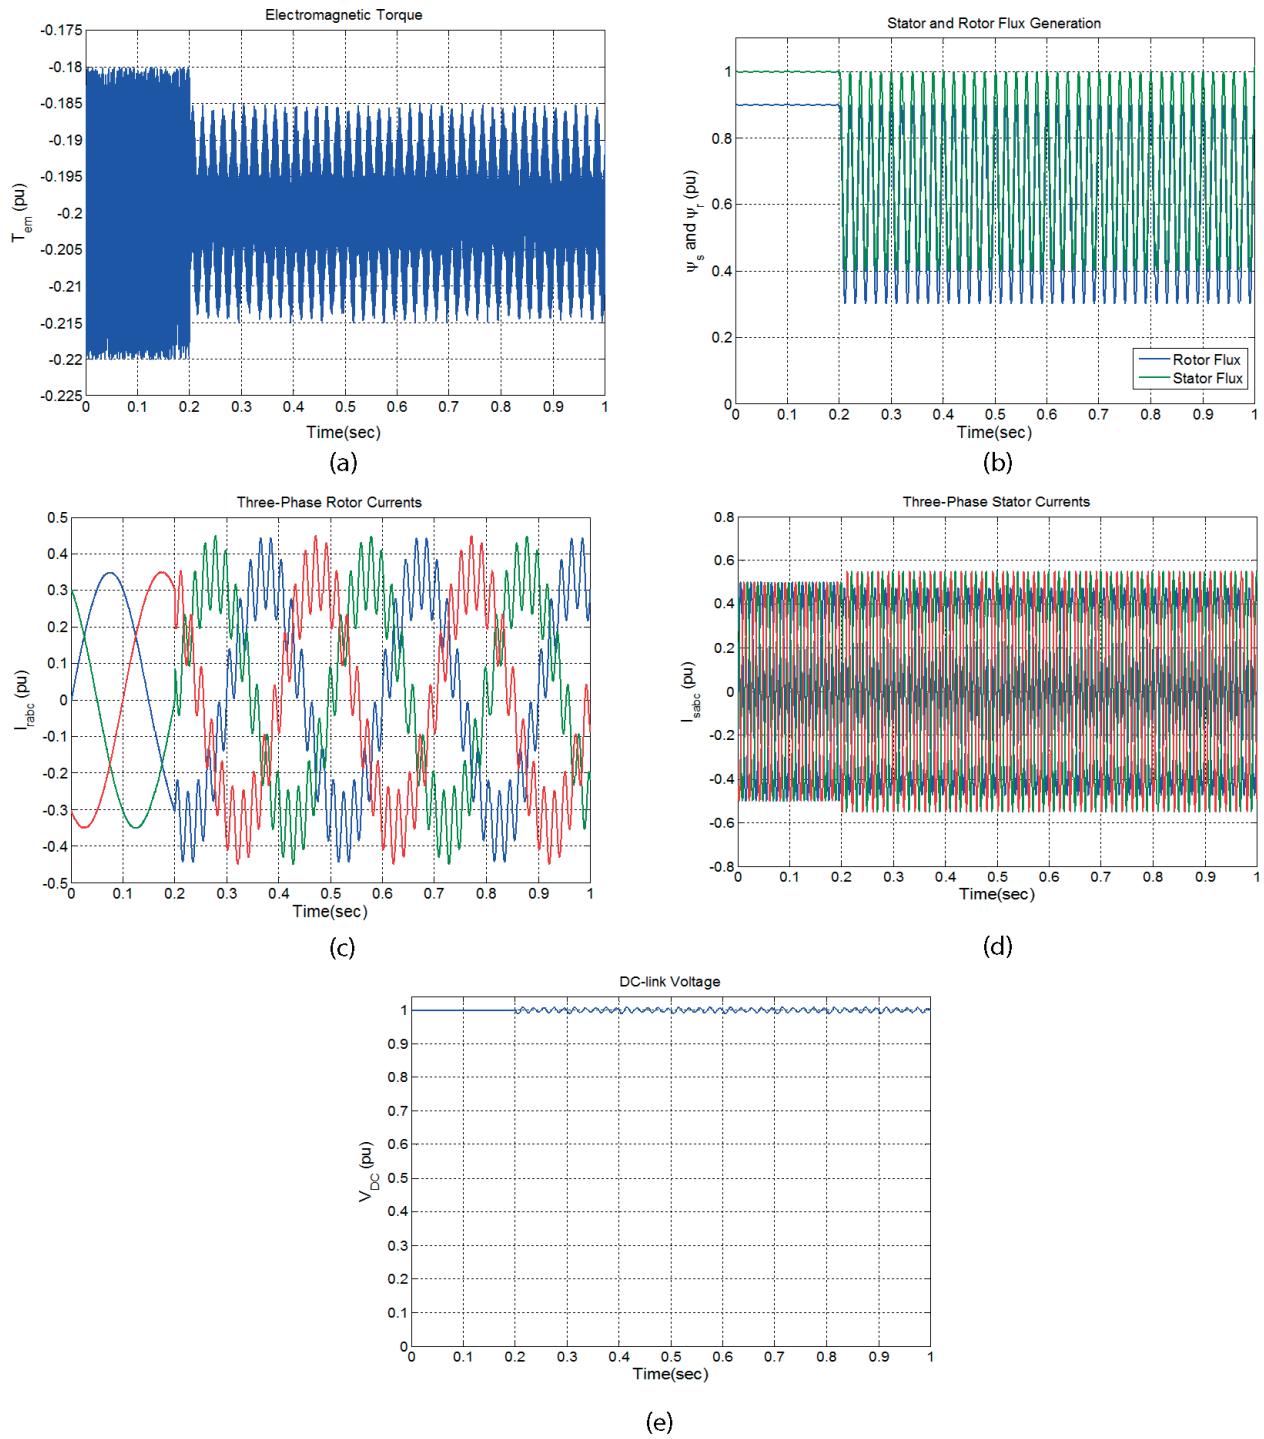 Electromagnetic Torque
-0.175
-0.18
-0.185
-0.19
-0.195
-0.2
-0.205
-0.21
-0.215
-0.22
-0.225
T_em (pu)
0 0.1 0.2 0.3 0.4 0.5 0.6 0.7 0.8 0.9 1
Time(sec)
(a)
Stator and Rotor Flux Generation
1
0.8
0.6
0.4
0.2
0
Ψ_s and Ψ_r (pu)
Rotor Flux
Stator Flux
0 0.1 0.2 0.3 0.4 0.5 0.6 0.7 0.8 0.9 1
Time(sec)
(b)
Three-Phase Rotor Currents
0.5
0.4
0.3
0.2
0.1
0
-0.1
-0.2
-0.3
-0.4
-0.5
I_rabc (pu)
0 0.1 0.2 0.3 0.4 0.5 0.6 0.7 0.8 0.9 1
Time(sec)
(c)
Three-Phase Stator Currents
0.8
0.6
0.4
0.2
0
-0.2
-0.4
-0.6
-0.8
I_sabc (pu)
0 0.1 0.2 0.3 0.4 0.5 0.6 0.7 0.8 0.9 1
Time(sec)
(d)
DC-link Voltage
1
0.9
0.8
0.7
0.6
0.5
0.4
0.3
0.2
0.1
0
V_DC (pu)
0 0.1 0.2 0.3 0.4 0.5 0.6 0.7 0.8 0.9 1
Time(sec)
(e)